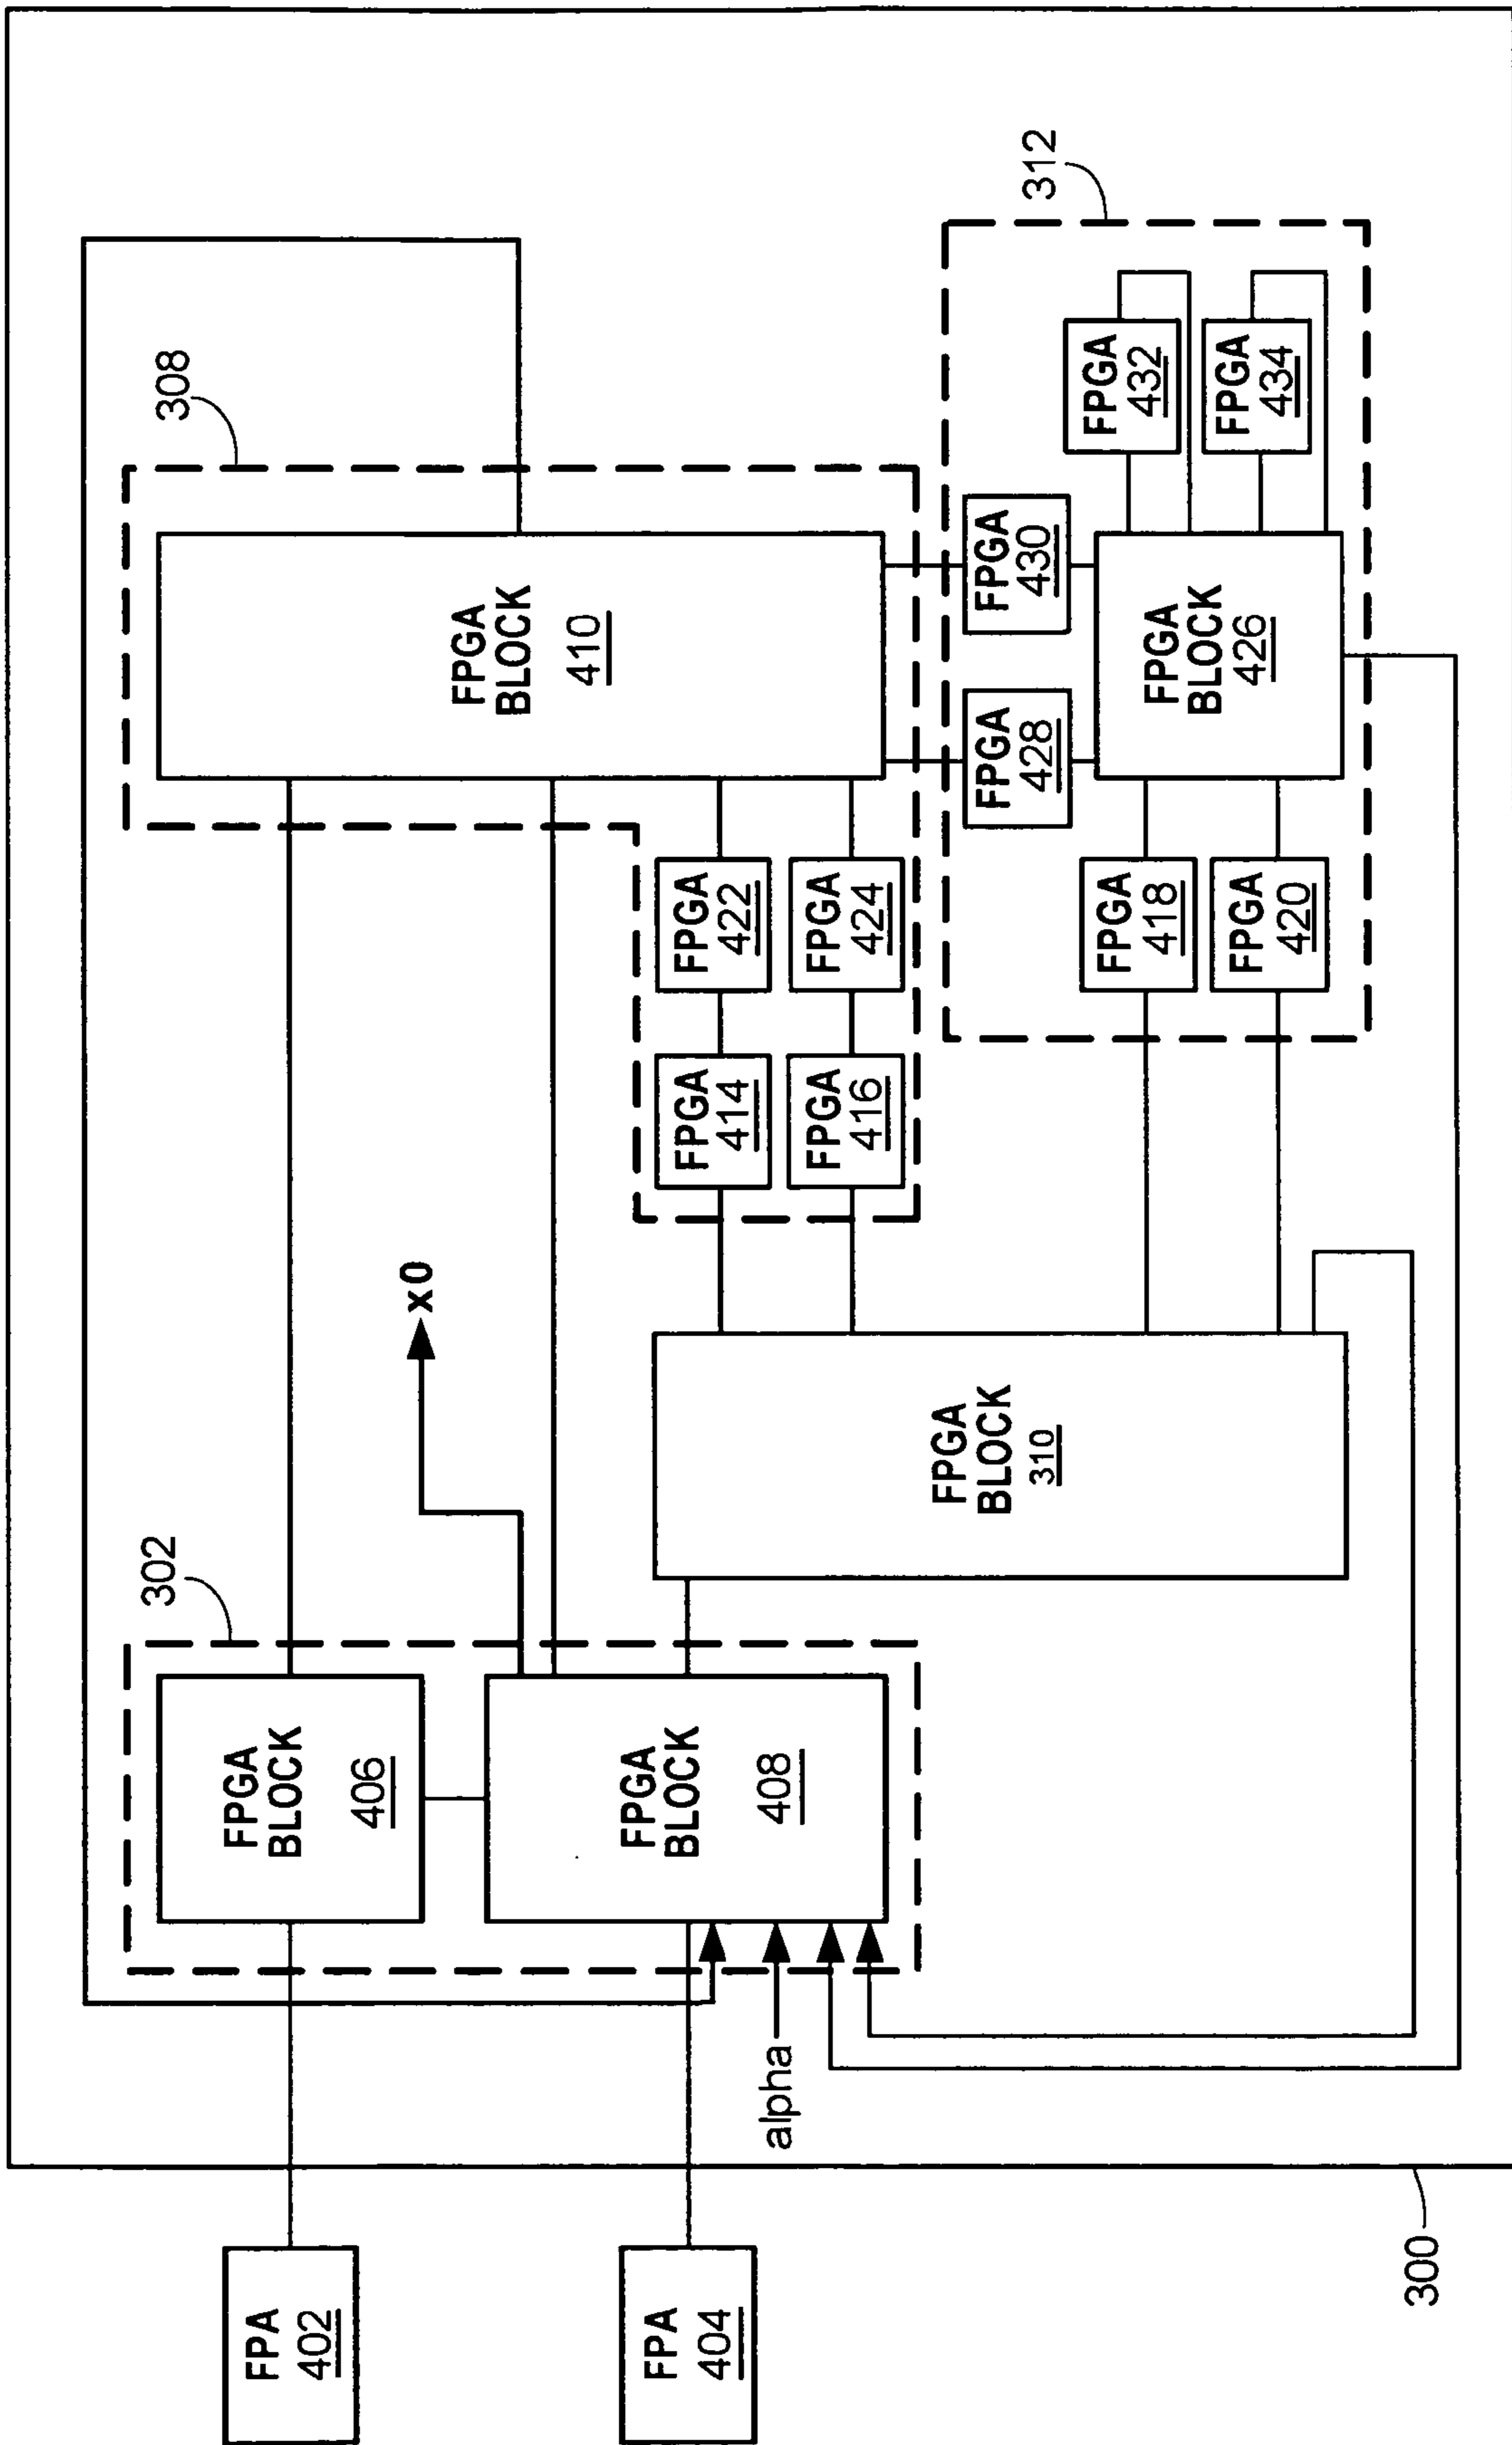 308
FPGA
BLOCK
410
302
FPGA
BLOCK
406
x0
FPA
402
FPGA
BLOCK
408
FPGA
414
FPGA
422
FPGA
416
FPGA
424
FPA
404
alpha
FPGA
BLOCK
310
312
FPGA
428
FPGA
430
FPGA
432
FPGA
418
FPGA
BLOCK
426
FPGA
434
FPGA
420
300